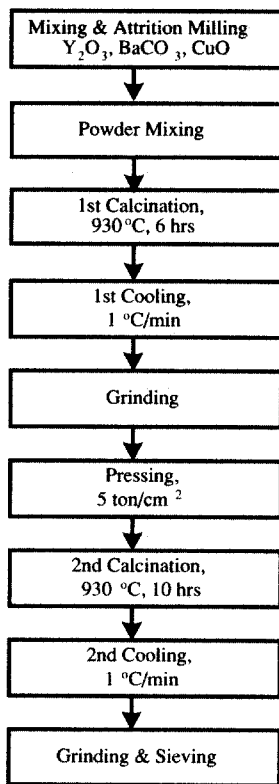 Mixing & Attrition Milling
Y₂O₃, BaCO₃, CuO
Powder Mixing
1st Calcination,
930 °C, 6 hrs
1st Cooling,
1 °C/min
Grinding
Pressing,
5 ton/cm²
2nd Calcination,
930 °C, 10 hrs
2nd Cooling,
1 °C/min
Grinding & Sieving